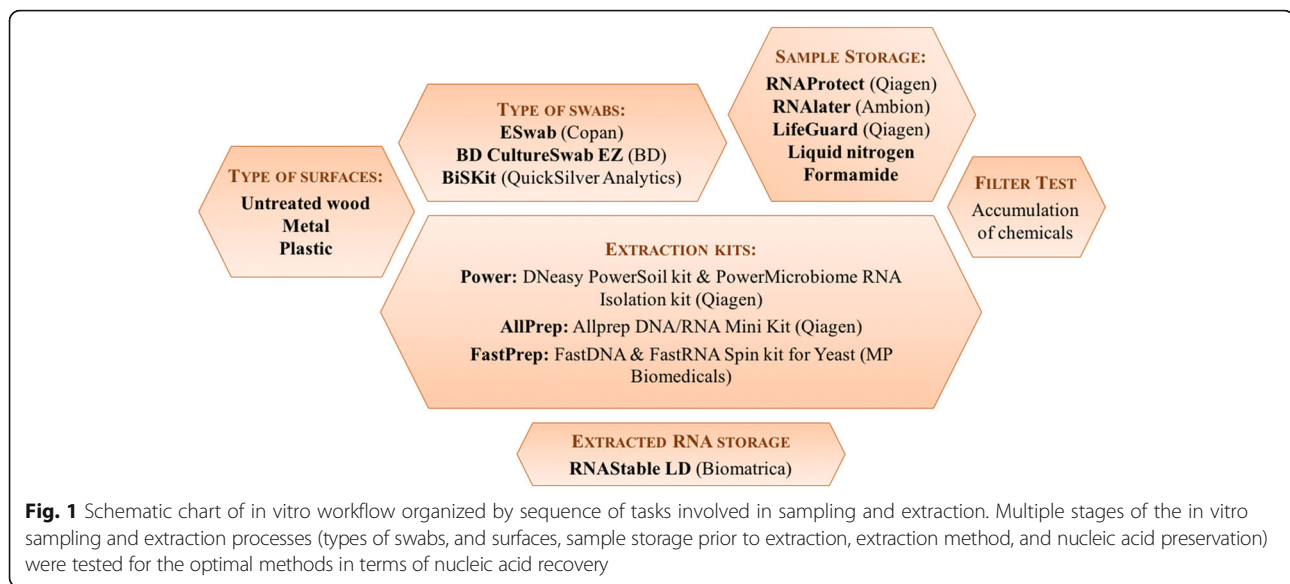 TYPE OF SURFACES:
Untreated wood
Metal
Plastic
TYPE OF SWABS:
ESwab (Copan)
BD CultureSwab EZ (BD)
BiSKit (QuickSilver Analytics)
SAMPLE STORAGE:
RNAProtect (Qiagen)
RNAlater (Ambion)
LifeGuard (Qiagen)
Liquid nitrogen
Formamide
FILTER TEST
Accumulation
of chemicals
EXTRACTION KITS:
Power: DNeasy PowerSoil kit & PowerMicrobiome RNA
Isolation kit (Qiagen)
AllPrep: Allprep DNA/RNA Mini Kit (Qiagen)
FastPrep: FastDNA & FastRNA Spin kit for Yeast (MP
Biomedicals)
EXTRACTED RNA STORAGE
RNAStable LD (Biomatrica)
Fig. 1 Schematic chart of in vitro workflow organized by sequence of tasks involved in sampling and extraction. Multiple stages of the in vitro
sampling and extraction processes (types of swabs, and surfaces, sample storage prior to extraction, extraction method, and nucleic acid preservation)
were tested for the optimal methods in terms of nucleic acid recovery